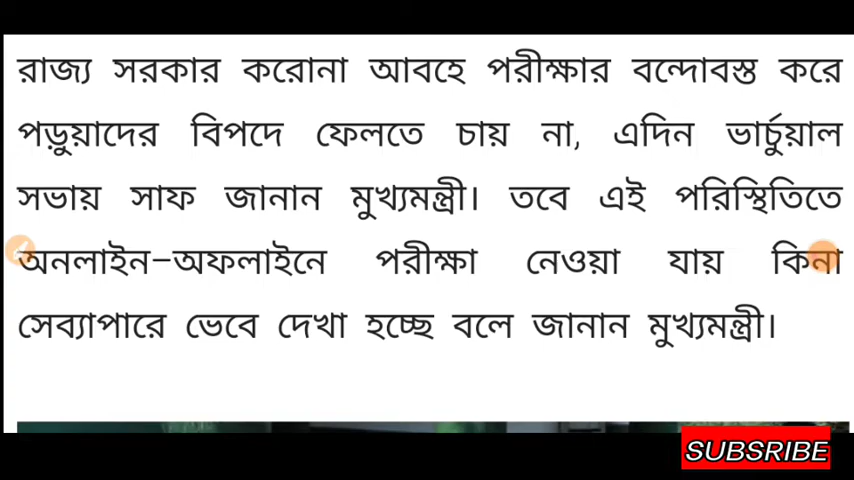 রাজ্য সরকার করোনা আবহে পরীক্ষার বন্দোবস্ত করে
পড়ুয়াদের বিপদে ফেলতে চায় না, এদিন ভার্চুয়াল
সভায় সাফ জানান মুখ্যমন্ত্রী। তবে এই পরিস্থিতিতে
অনলাইন–অফলাইনে পরীক্ষা নেওয়া যায় কিনা
সেব্যাপারে ভেবে দেখা হচ্ছে বলে জানান মুখ্যমন্ত্রী।
SUBSCRIBE